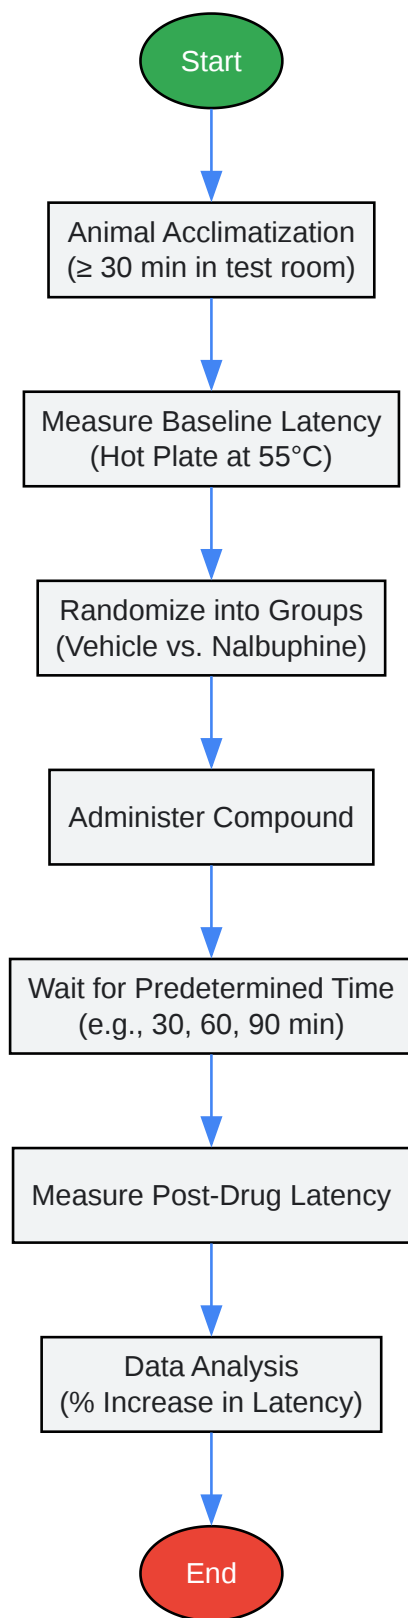 Start
Animal Acclimatization
(≥ 30 min in test room)
Measure Baseline Latency
(Hot Plate at 55°C)
Randomize into Groups
(Vehicle vs. Nalbuphine)
Administer Compound
Wait for Predetermined Time
(e.g., 30, 60, 90 min)
Measure Post-Drug Latency
Data Analysis
(% Increase in Latency)
End